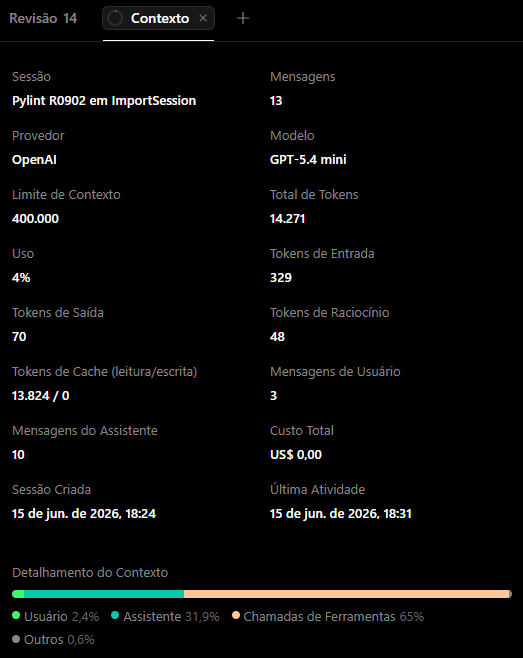 Revisão 14 Contexto
Sessão Mensagens
Pylint R0902 em ImportSession 13
Provedor Modelo
OpenAI GPT-5.4 mini
Limite de Contexto Total de Tokens
400.000 14.271
Uso Tokens de Entrada
4% 329
Tokens de Saída Tokens de Raciocínio
70 48
Tokens de Cache (leitura/escrita) Mensagens de Usuário
13.824 / 0 3
Mensagens do Assistente Custo Total
10 US$ 0,00
Sessão Criada Última Atividade
15 de jun. de 2026, 18:24 15 de jun. de 2026, 18:31
Detalhamento do Contexto
Usuário 2,4% Assistente 31,9% Chamadas de Ferramentas 65%
Outros 0,6%